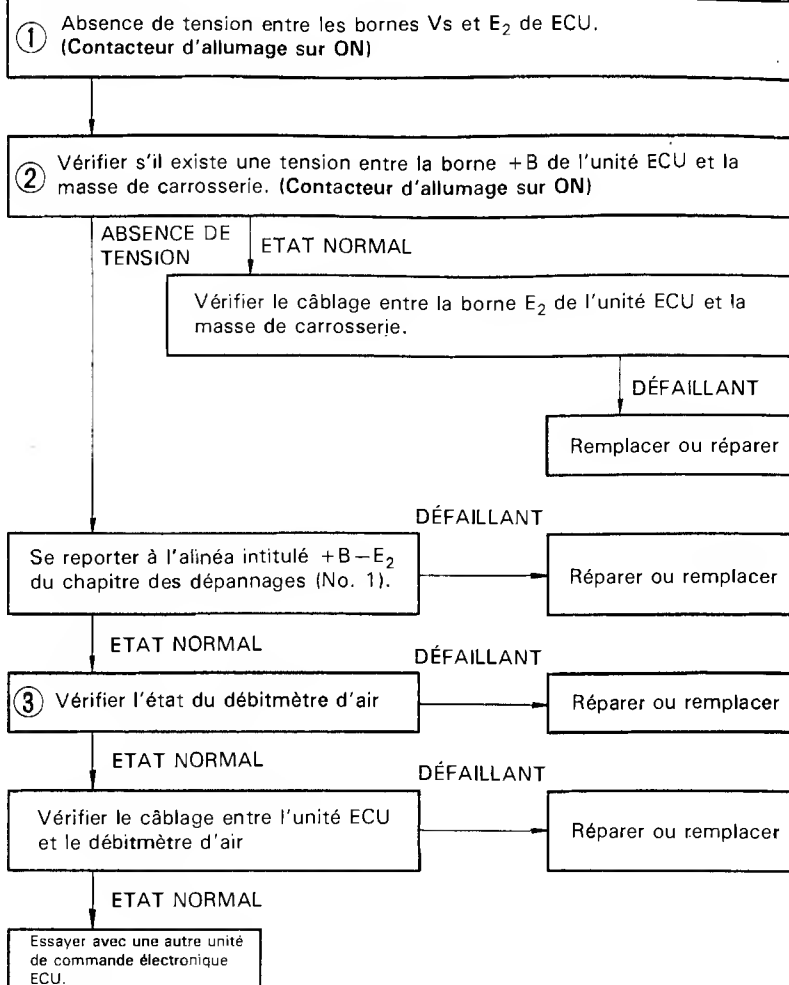 ① Absence de tension entre les bornes Vs et E₂ de ECU.
(Contacteur d'allumage sur ON)
② Vérifier s'il existe une tension entre la borne +B de l'unité ECU et la
masse de carrosserie. (Contacteur d'allumage sur ON)
ABSENCE DE
TENSION
ETAT NORMAL
Vérifier le câblage entre la borne E₂ de l'unité ECU et la
masse de carrosserie.
DÉFAILLANT
Remplacer ou réparer
Se reporter à l'alinéa intitulé +B−E₂
du chapitre des dépannages (No. 1).
DÉFAILLANT
Réparer ou remplacer
ETAT NORMAL
③ Vérifier l'état du débitmètre d'air
DÉFAILLANT
Réparer ou remplacer
ETAT NORMAL
Vérifier le câblage entre l'unité ECU
et le débitmètre d'air
DÉFAILLANT
Réparer ou remplacer
ETAT NORMAL
Essayer avec une autre unité
de commande électronique
ECU.